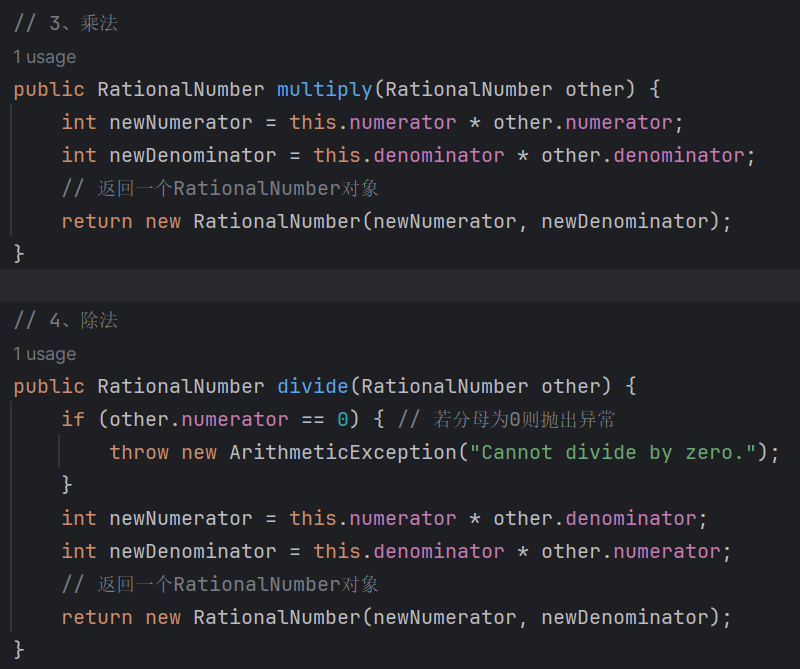 // 3、乘法
1 usage
public RationalNumber multiply(RationalNumber other) {
    int newNumerator = this.numerator * other.numerator;
    int newDenominator = this.denominator * other.denominator;
    // 返回一个RationalNumber对象
    return new RationalNumber(newNumerator, newDenominator);
}
// 4、除法
1 usage
public RationalNumber divide(RationalNumber other) {
    if (other.numerator == 0) { // 若分母为0则抛出异常
        throw new ArithmeticException("Cannot divide by zero.");
    }
    int newNumerator = this.numerator * other.denominator;
    int newDenominator = this.denominator * other.numerator;
    // 返回一个RationalNumber对象
    return new RationalNumber(newNumerator, newDenominator);
}